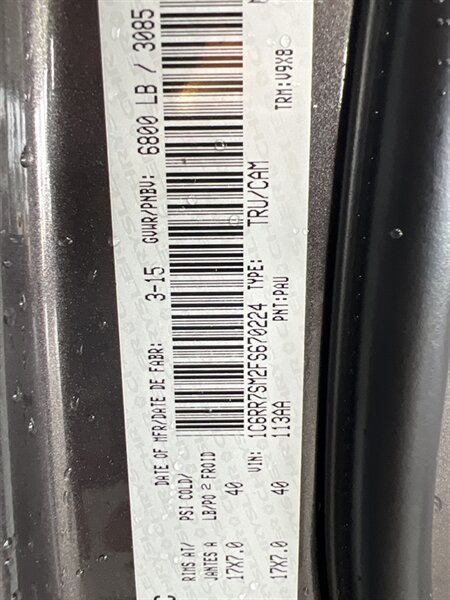 DATE OF MFR/DATE DE FABR: 3-15 GVWR/PNBV: 6800 LB / 3085
RIMS AT/ PSI COLD/
JANTES A LB/PO 2 FROID
17X7.0 40
VIN: 1C6RR7SM2FS670224 TYPE: TRU/CAM
17X7.0 40 113AA PNT:PAU TRM:V9X8